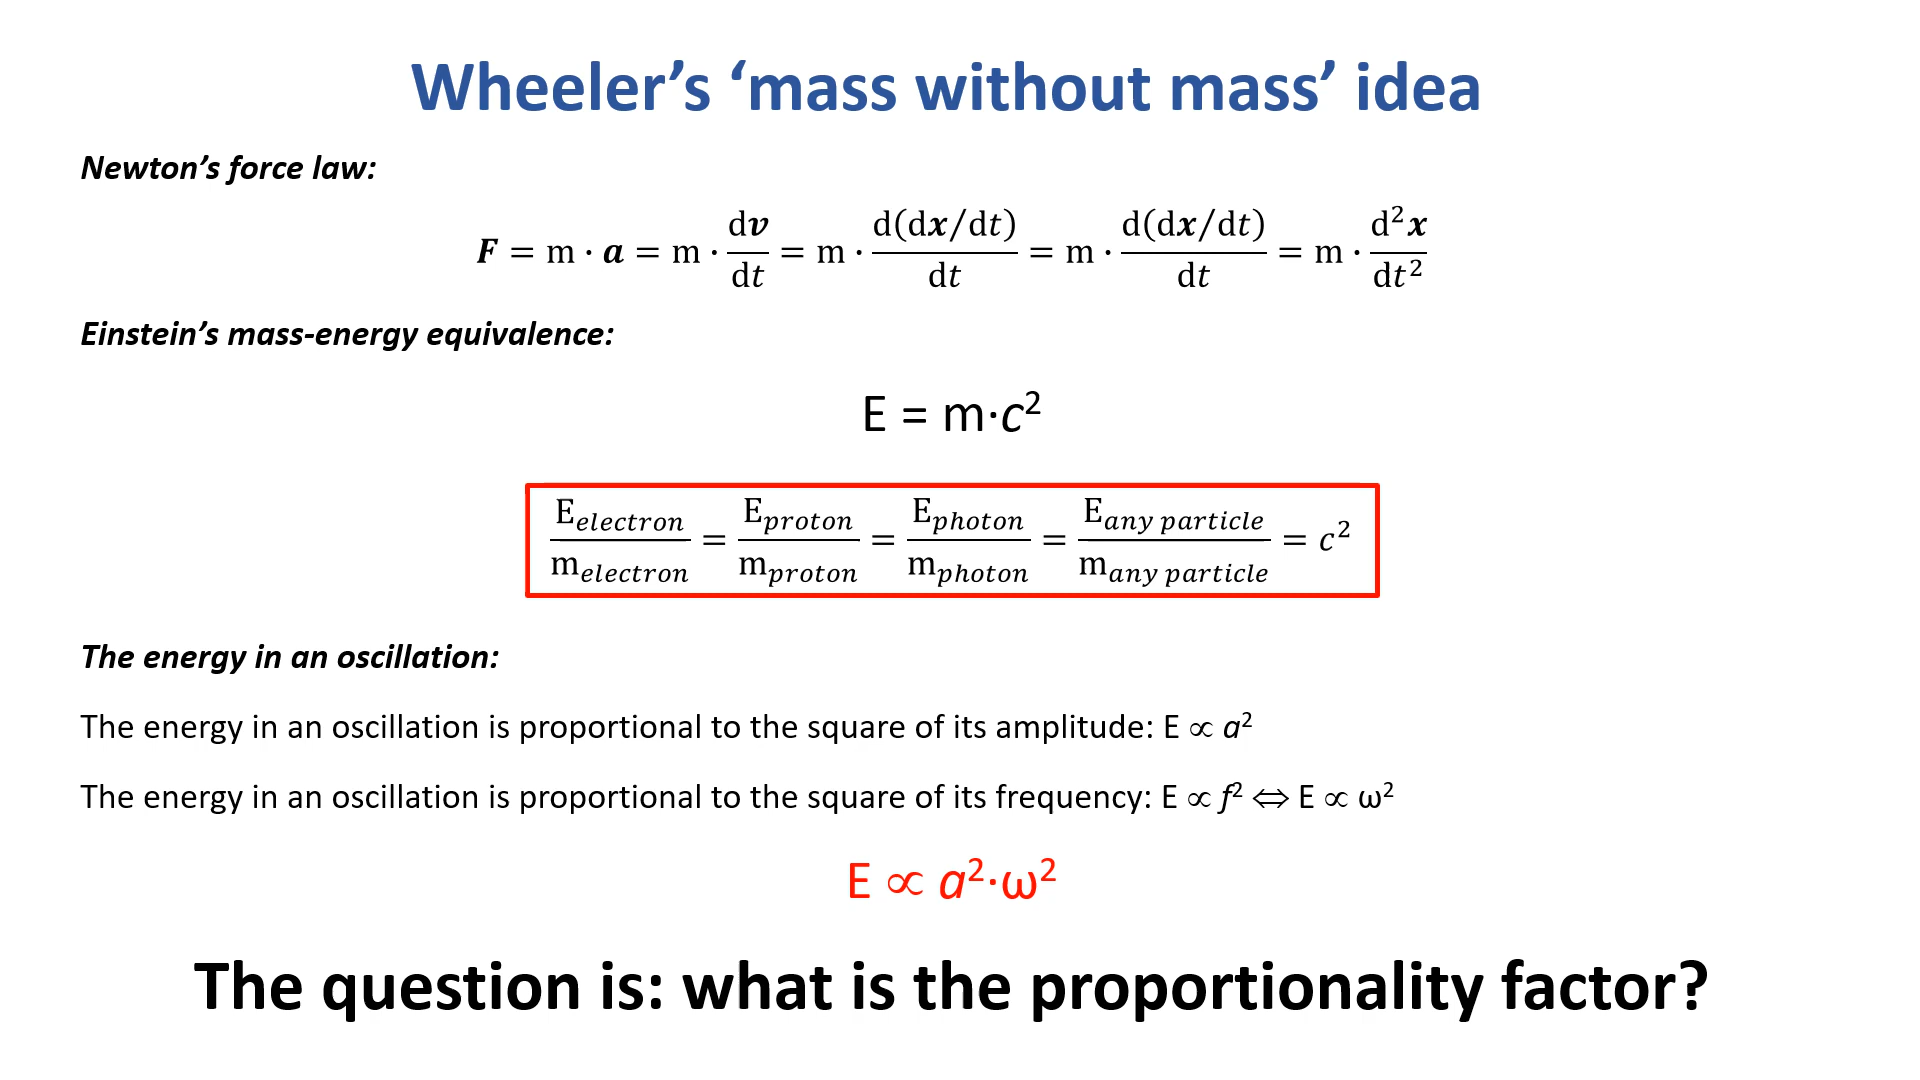 Wheeler’s ‘mass without mass’ idea
Newton’s force law:
𝑭 = m · 𝒂 = m · d𝒗/d𝑡 = m · d(d𝒙/d𝑡)/d𝑡 = m · d(d𝒙/d𝑡)/d𝑡 = m · d²𝒙/d𝑡²
Einstein’s mass-energy equivalence:
E = m·c²
E_electron/m_electron = E_proton/m_proton = E_photon/m_photon = E_any particle/m_any particle = c²
The energy in an oscillation:
The energy in an oscillation is proportional to the square of its amplitude: E ∝ a²
The energy in an oscillation is proportional to the square of its frequency: E ∝ f² ⇔ E ∝ ω²
E ∝ a²·ω²
The question is: what is the proportionality factor?